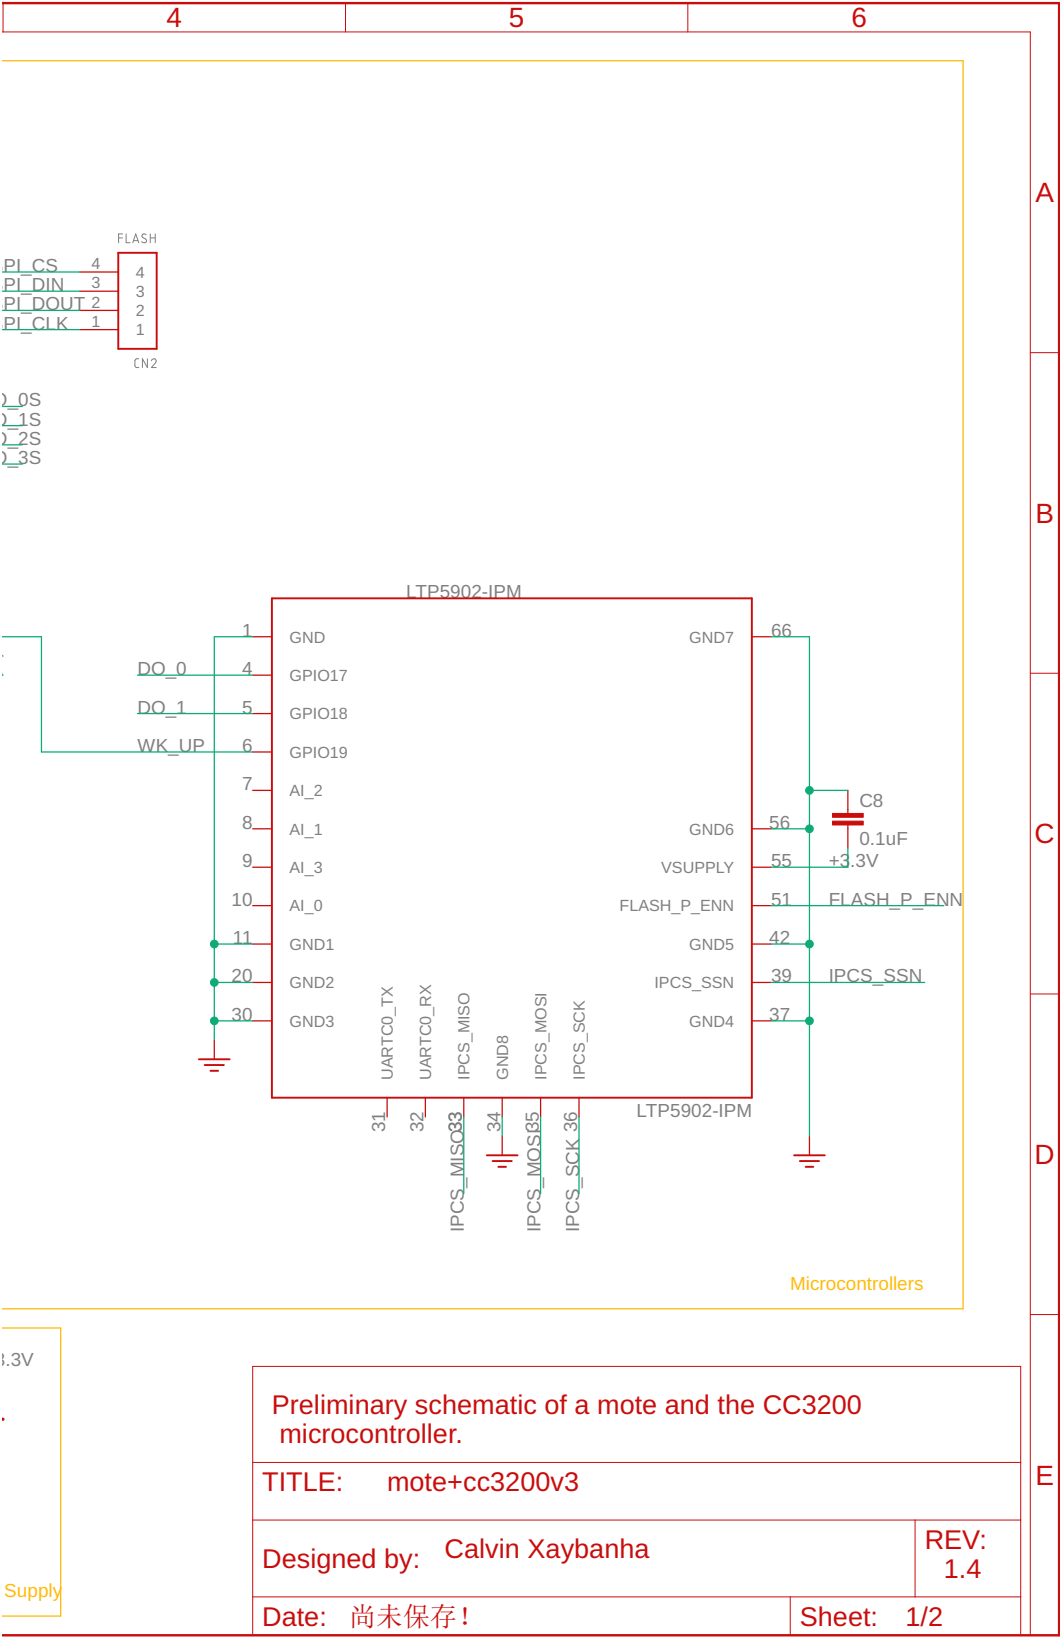 4 5 6
A
FLASH
PI_CS 4 4
PI_DIN 3 3
PI_DOUT 2 2
PI_CLK 1 1
CN2
_0S
_1S
_2S
_3S
B
LTP5902-IPM
1 GND GND7 66
DO_0 4 GPIO17
DO_1 5 GPIO18
WK_UP 6 GPIO19
7 AI_2
C8
8 AI_1 GND6 56
C
0.1uF
9 AI_3 VSUPPLY 55 +3.3V
10 AI_0 FLASH_P_ENN 51 FLASH_P_ENN
11 GND1 GND5 42
20 GND2 IPCS_SSN 39 IPCS_SSN
30 GND3 GND4 37
UARTC0_TX UARTC0_RX IPCS_MISO GND8 IPCS_MOSI IPCS_SCK
31 32 33 34 35 36
LTP5902-IPM
IPCS_MISO IPCS_MOSI IPCS_SCK
D
Microcontrollers
3.3V
Preliminary schematic of a mote and the CC3200
microcontroller.
TITLE: mote+cc3200v3
E
Designed by: Calvin Xaybanha
REV:
1.4
Supply
Date: 尚未保存!
Sheet: 1/2